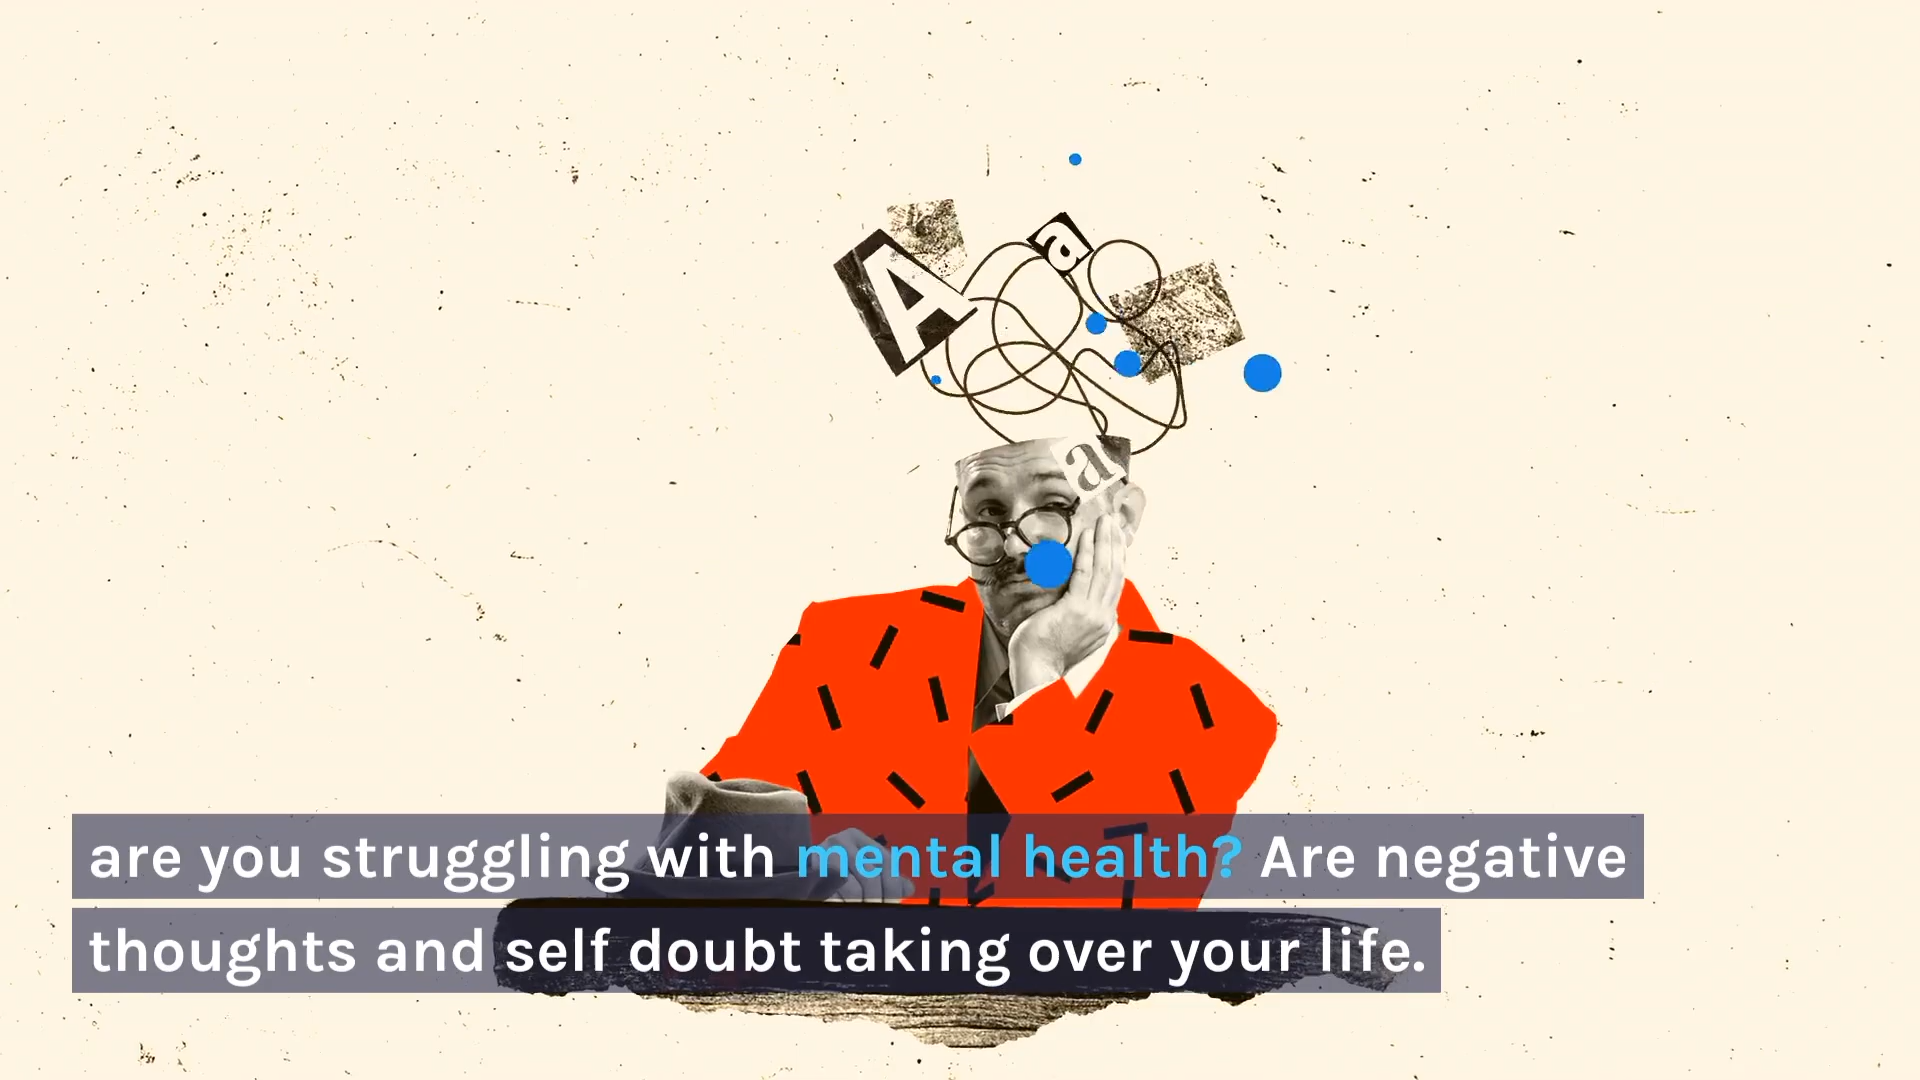 A
a
a
are you struggling with mental health? Are negative
thoughts and self doubt taking over your life.